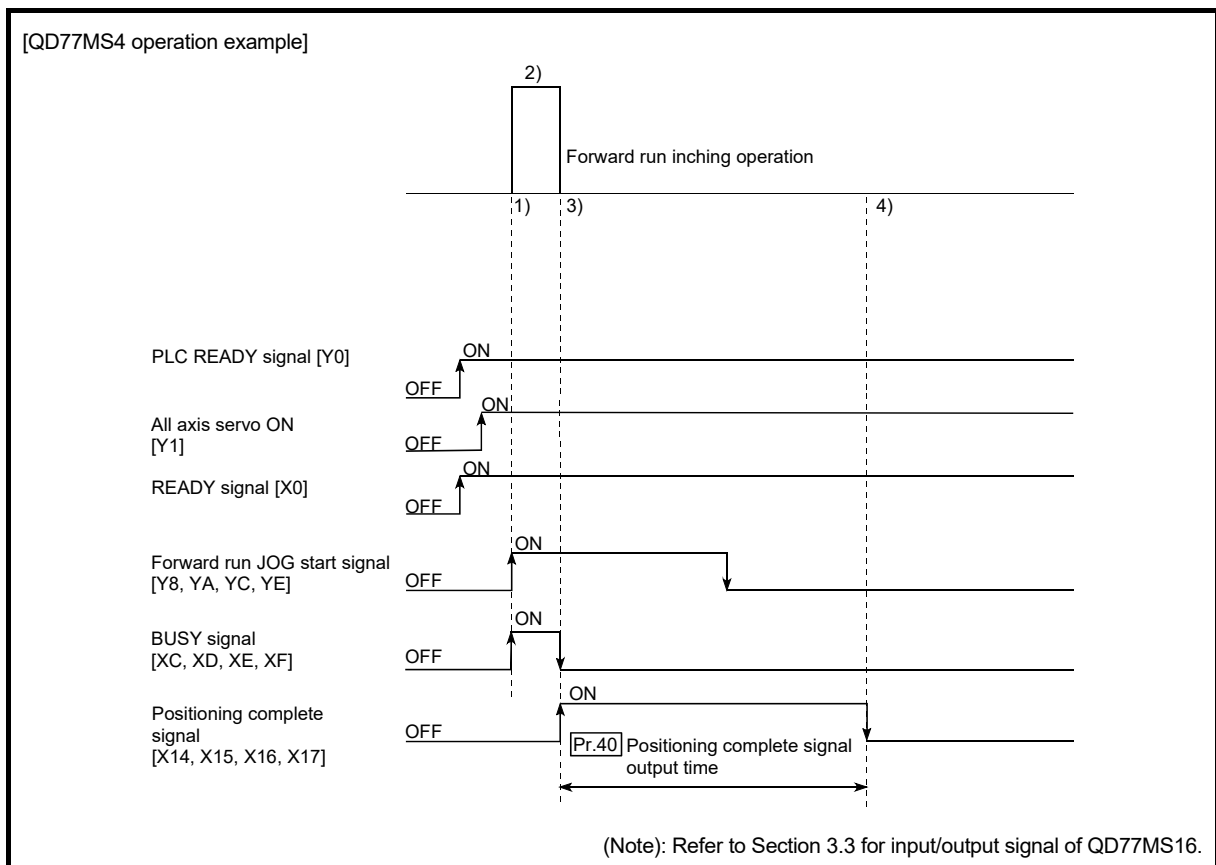 [QD77MS4 operation example]
2)
Forward run inching operation
1)
3)
4)
PLC READY signal [Y0]
ON
OFF
All axis servo ON
[Y1]
ON
OFF
READY signal [X0]
ON
OFF
Forward run JOG start signal
[Y8, YA, YC, YE]
ON
OFF
BUSY signal
[XC, XD, XE, XF]
ON
OFF
Positioning complete
signal
[X14, X15, X16, X17]
ON
OFF
Pr.40 Positioning complete signal
output time
(Note): Refer to Section 3.3 for input/output signal of QD77MS16.